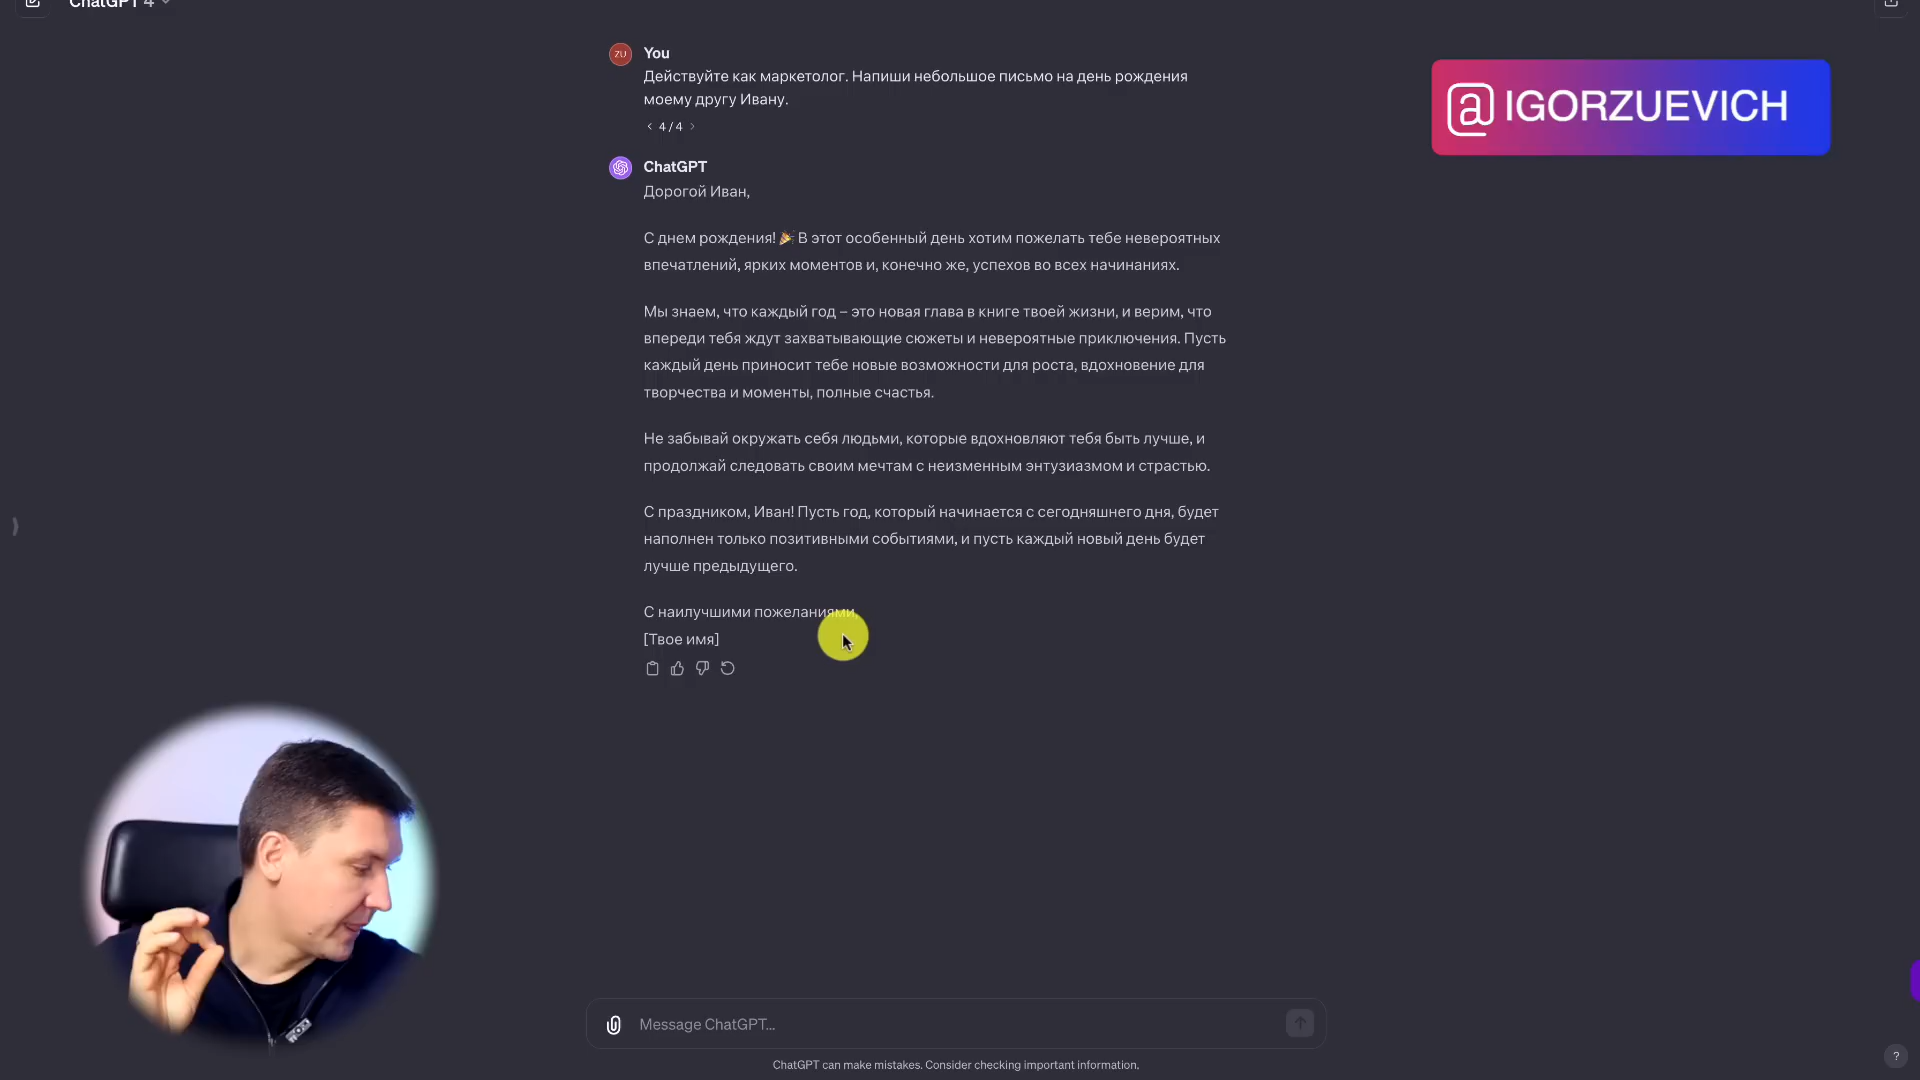 ChatGPT 4
ZU
You
Действуйте как маркетолог. Напиши небольшое письмо на день рождения
моему другу Ивану.
4 / 4
@IGORZUEVICH
ChatGPT
Дорогой Иван,
С днем рождения! 🎉 В этот особенный день хотим пожелать тебе невероятных
впечатлений, ярких моментов и, конечно же, успехов во всех начинаниях.
Мы знаем, что каждый год – это новая глава в книге твоей жизни, и верим, что
впереди тебя ждут захватывающие сюжеты и невероятные приключения. Пусть
каждый день приносит тебе новые возможности для роста, вдохновение для
творчества и моменты, полные счастья.
Не забывай окружать себя людьми, которые вдохновляют тебя быть лучше, и
продолжай следовать своим мечтам с неизменным энтузиазмом и страстью.
С праздником, Иван! Пусть год, который начинается с сегодняшнего дня, будет
наполнен только позитивными событиями, и пусть каждый новый день будет
лучше предыдущего.
С наилучшими пожеланиями,
[Твое имя]
Message ChatGPT...
ChatGPT can make mistakes. Consider checking important information.
?